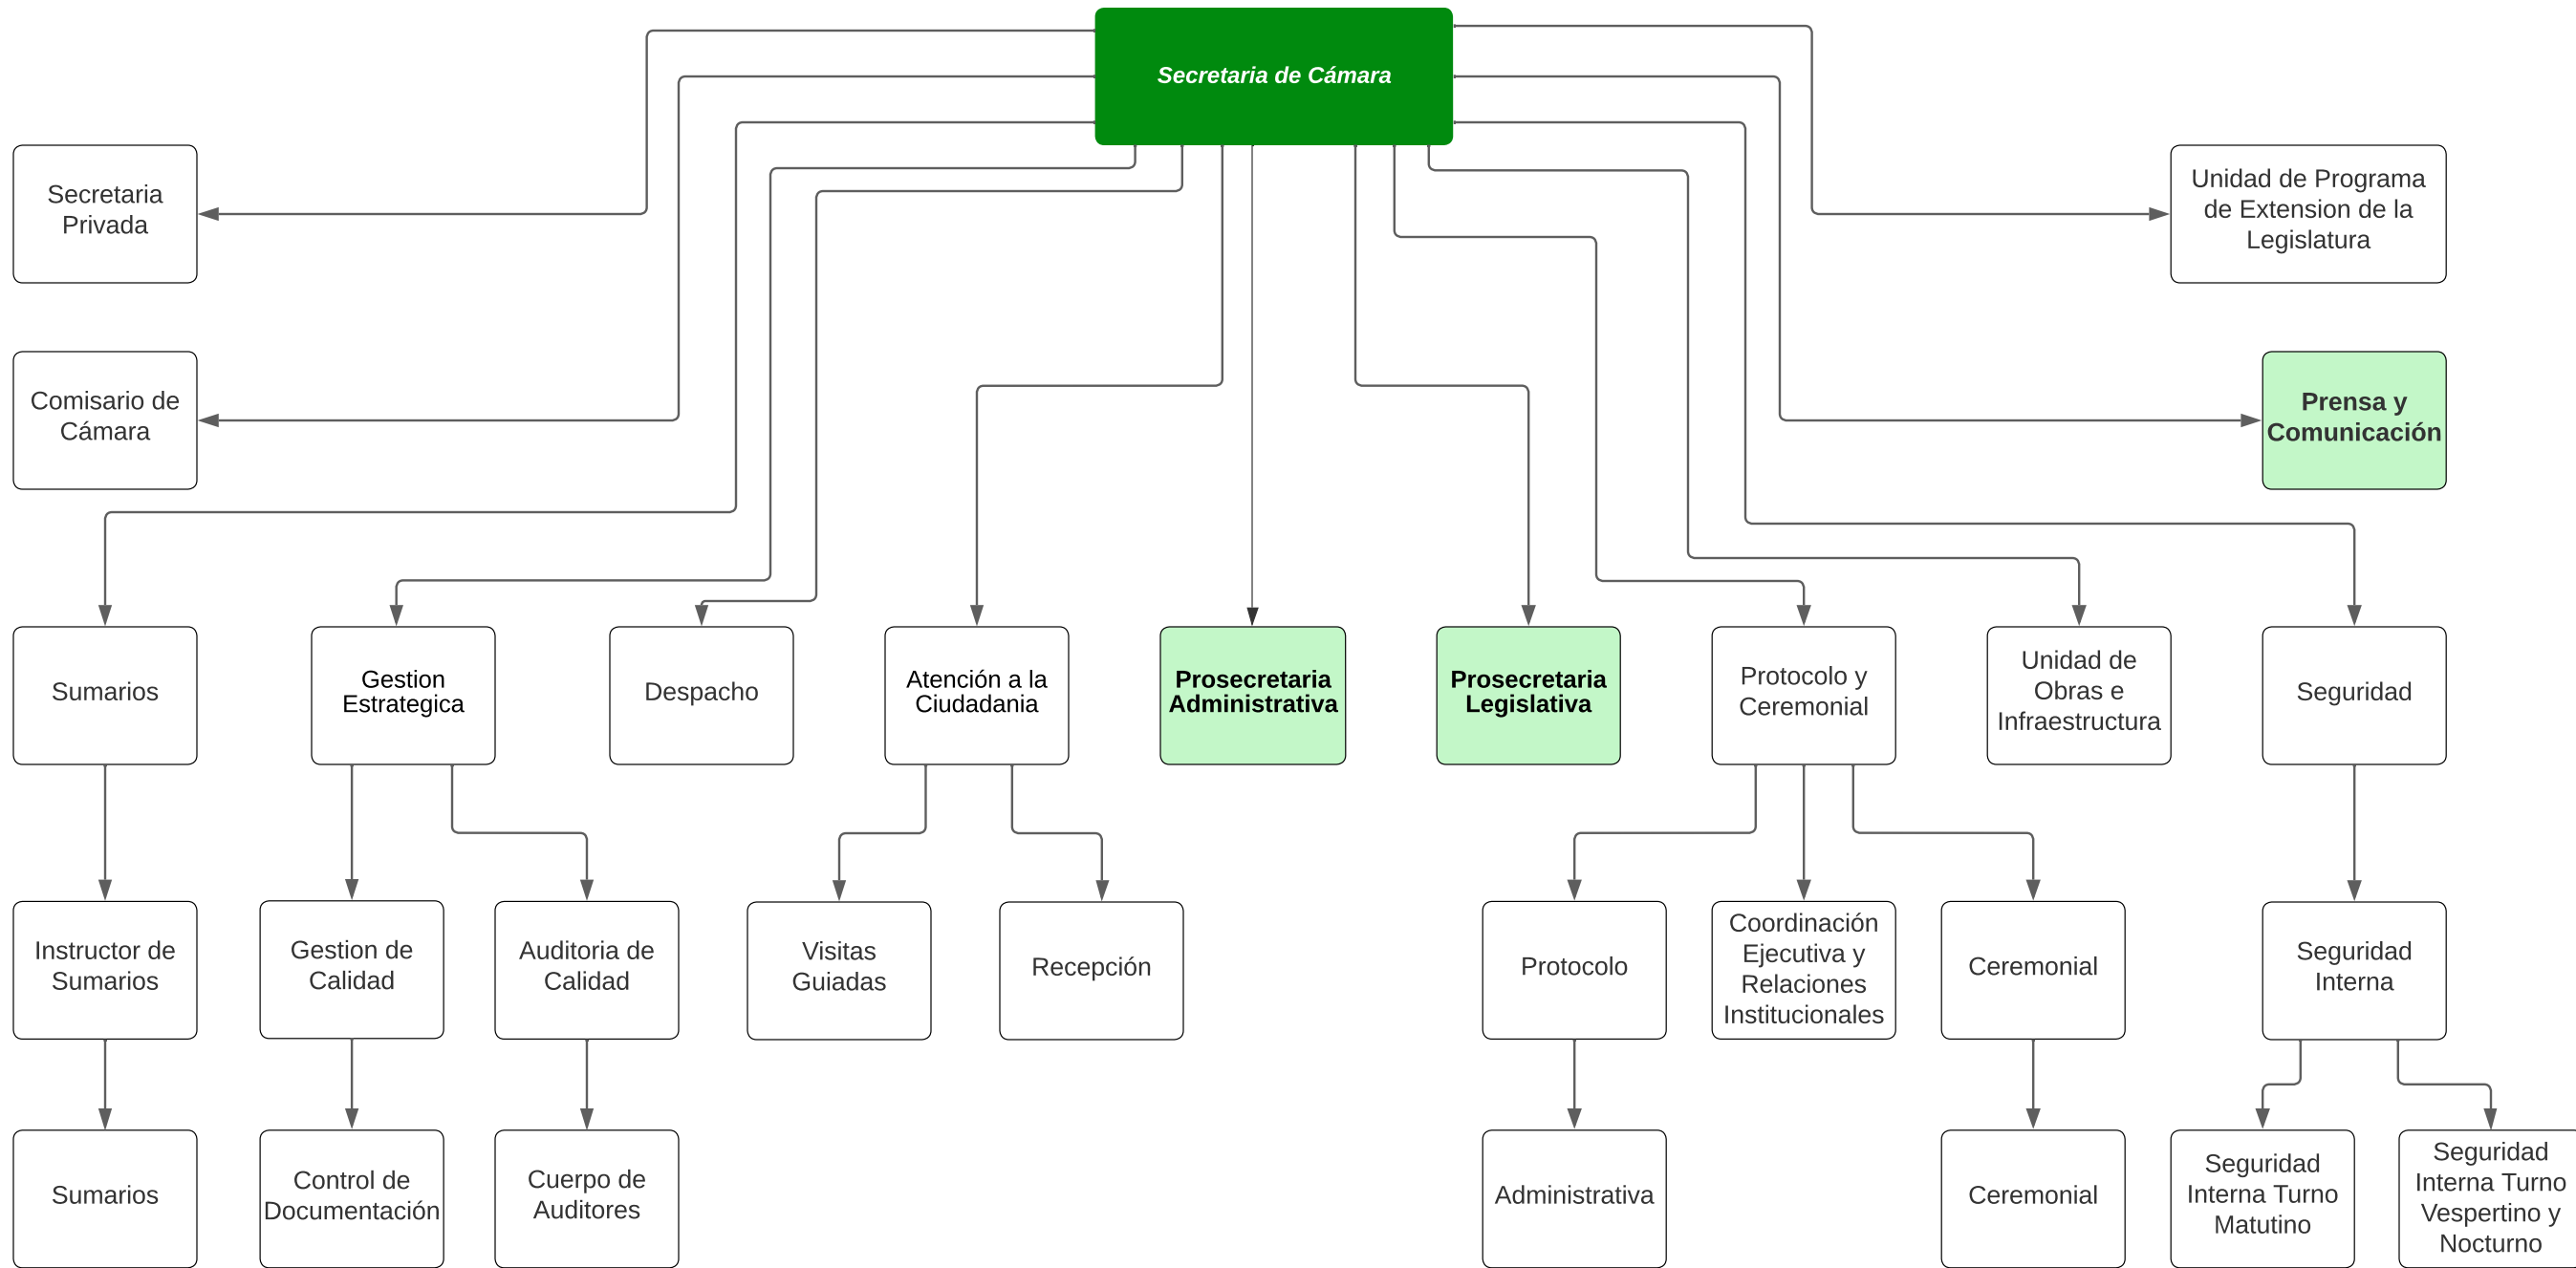 Secretaria de Cámara
Secretaria
Privada
Unidad de Programa
de Extension de la
Legislatura
Comisario de
Cámara
Prensa y
Comunicación
Sumarios
Gestion
Estrategica
Despacho
Atención a la
Ciudadania
Prosecretaria
Administrativa
Prosecretaria
Legislativa
Protocolo y
Ceremonial
Unidad de
Obras e
Infraestructura
Seguridad
Instructor de
Sumarios
Gestion de
Calidad
Auditoria de
Calidad
Visitas
Guiadas
Recepción
Protocolo
Coordinación
Ejecutiva y
Relaciones
Institucionales
Ceremonial
Seguridad
Interna
Sumarios
Control de
Documentación
Cuerpo de
Auditores
Administrativa
Ceremonial
Seguridad
Interna Turno
Matutino
Seguridad
Interna Turno
Vespertino y
Nocturno